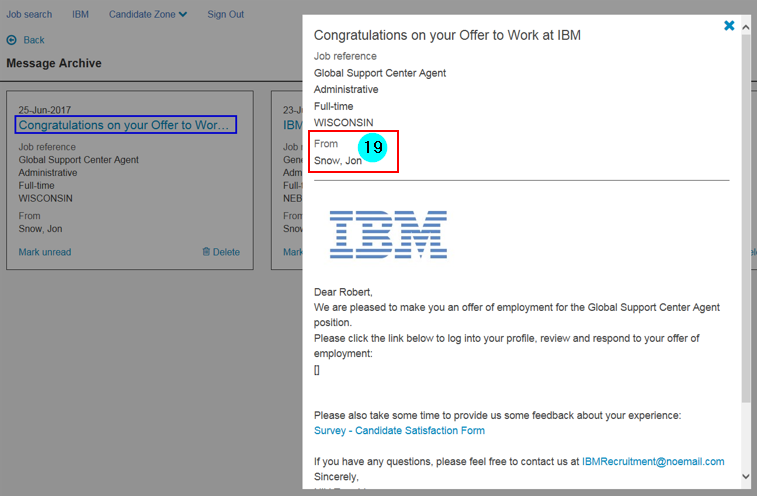 Job search IBM Candidate Zone Sign Out
Back
Message Archive
25-Jun-2017
Congratulations on your Offer to Wor...
Job reference
Global Support Center Agent
Administrative
Full-time
WISCONSIN
From
Snow, Jon
Mark unread Delete
23-J
IBM
Job r
Gene
Admi
Full-t
NEB
From
Snow
Mark
Congratulations on your Offer to Work at IBM
Job reference
Global Support Center Agent
Administrative
Full-time
WISCONSIN
From
19
Snow, Jon
IBM
Dear Robert,
We are pleased to make you an offer of employment for the Global Support Center Agent
position.
Please click the link below to log into your profile, review and respond to your offer of
employment:
[]
Please also take some time to provide us some feedback about your experience:
Survey - Candidate Satisfaction Form
If you have any questions, please feel free to contact us at IBMRecruitment@noemail.com
Sincerely,